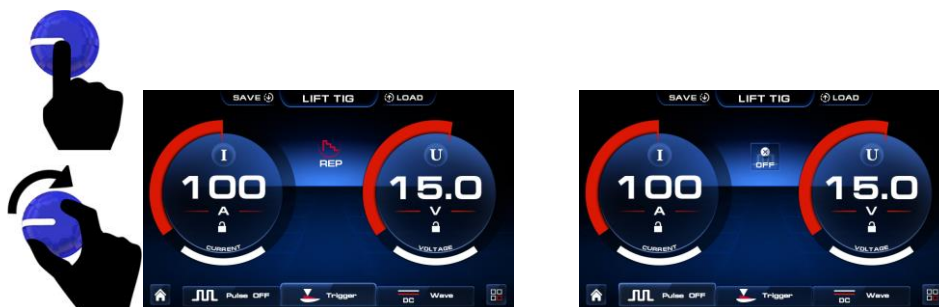 SAVE LIFT TIG LOAD
I
REP
U
100
15.0
A
V
CURRENT
VOLTAGE
Pulse OFF
Trigger
DC Wave
SAVE LIFT TIG LOAD
I
OFF
U
100
15.0
A
V
CURRENT
VOLTAGE
Pulse OFF
Trigger
DC Wave